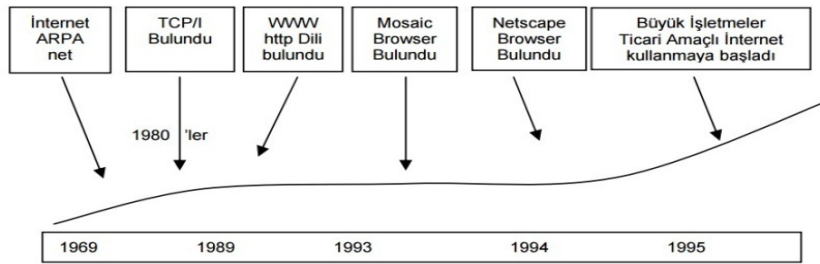 İnternet
ARPA
net
TCP/I
Bulundu
WWW
http Dili
bulundu
Mosaic
Browser
Bulundu
Netscape
Browser
Bulundu
Büyük İşletmeler
Ticari Amaçlı İnternet
kullanmaya başladı
1980 'ler
1969 1989 1993 1994 1995